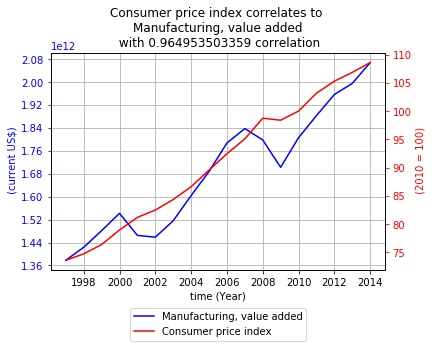 Consumer price index correlates to
Manufacturing, value added
with 0.964953503359 correlation
1e12
2.08
2.00
1.92
1.84
1.76
1.68
1.60
1.52
1.44
1.36
(current US$)
110
105
100
95
90
85
80
75
(2010 = 100)
1998 2000 2002 2004 2006 2008 2010 2012 2014
time (Year)
Manufacturing, value added
Consumer price index